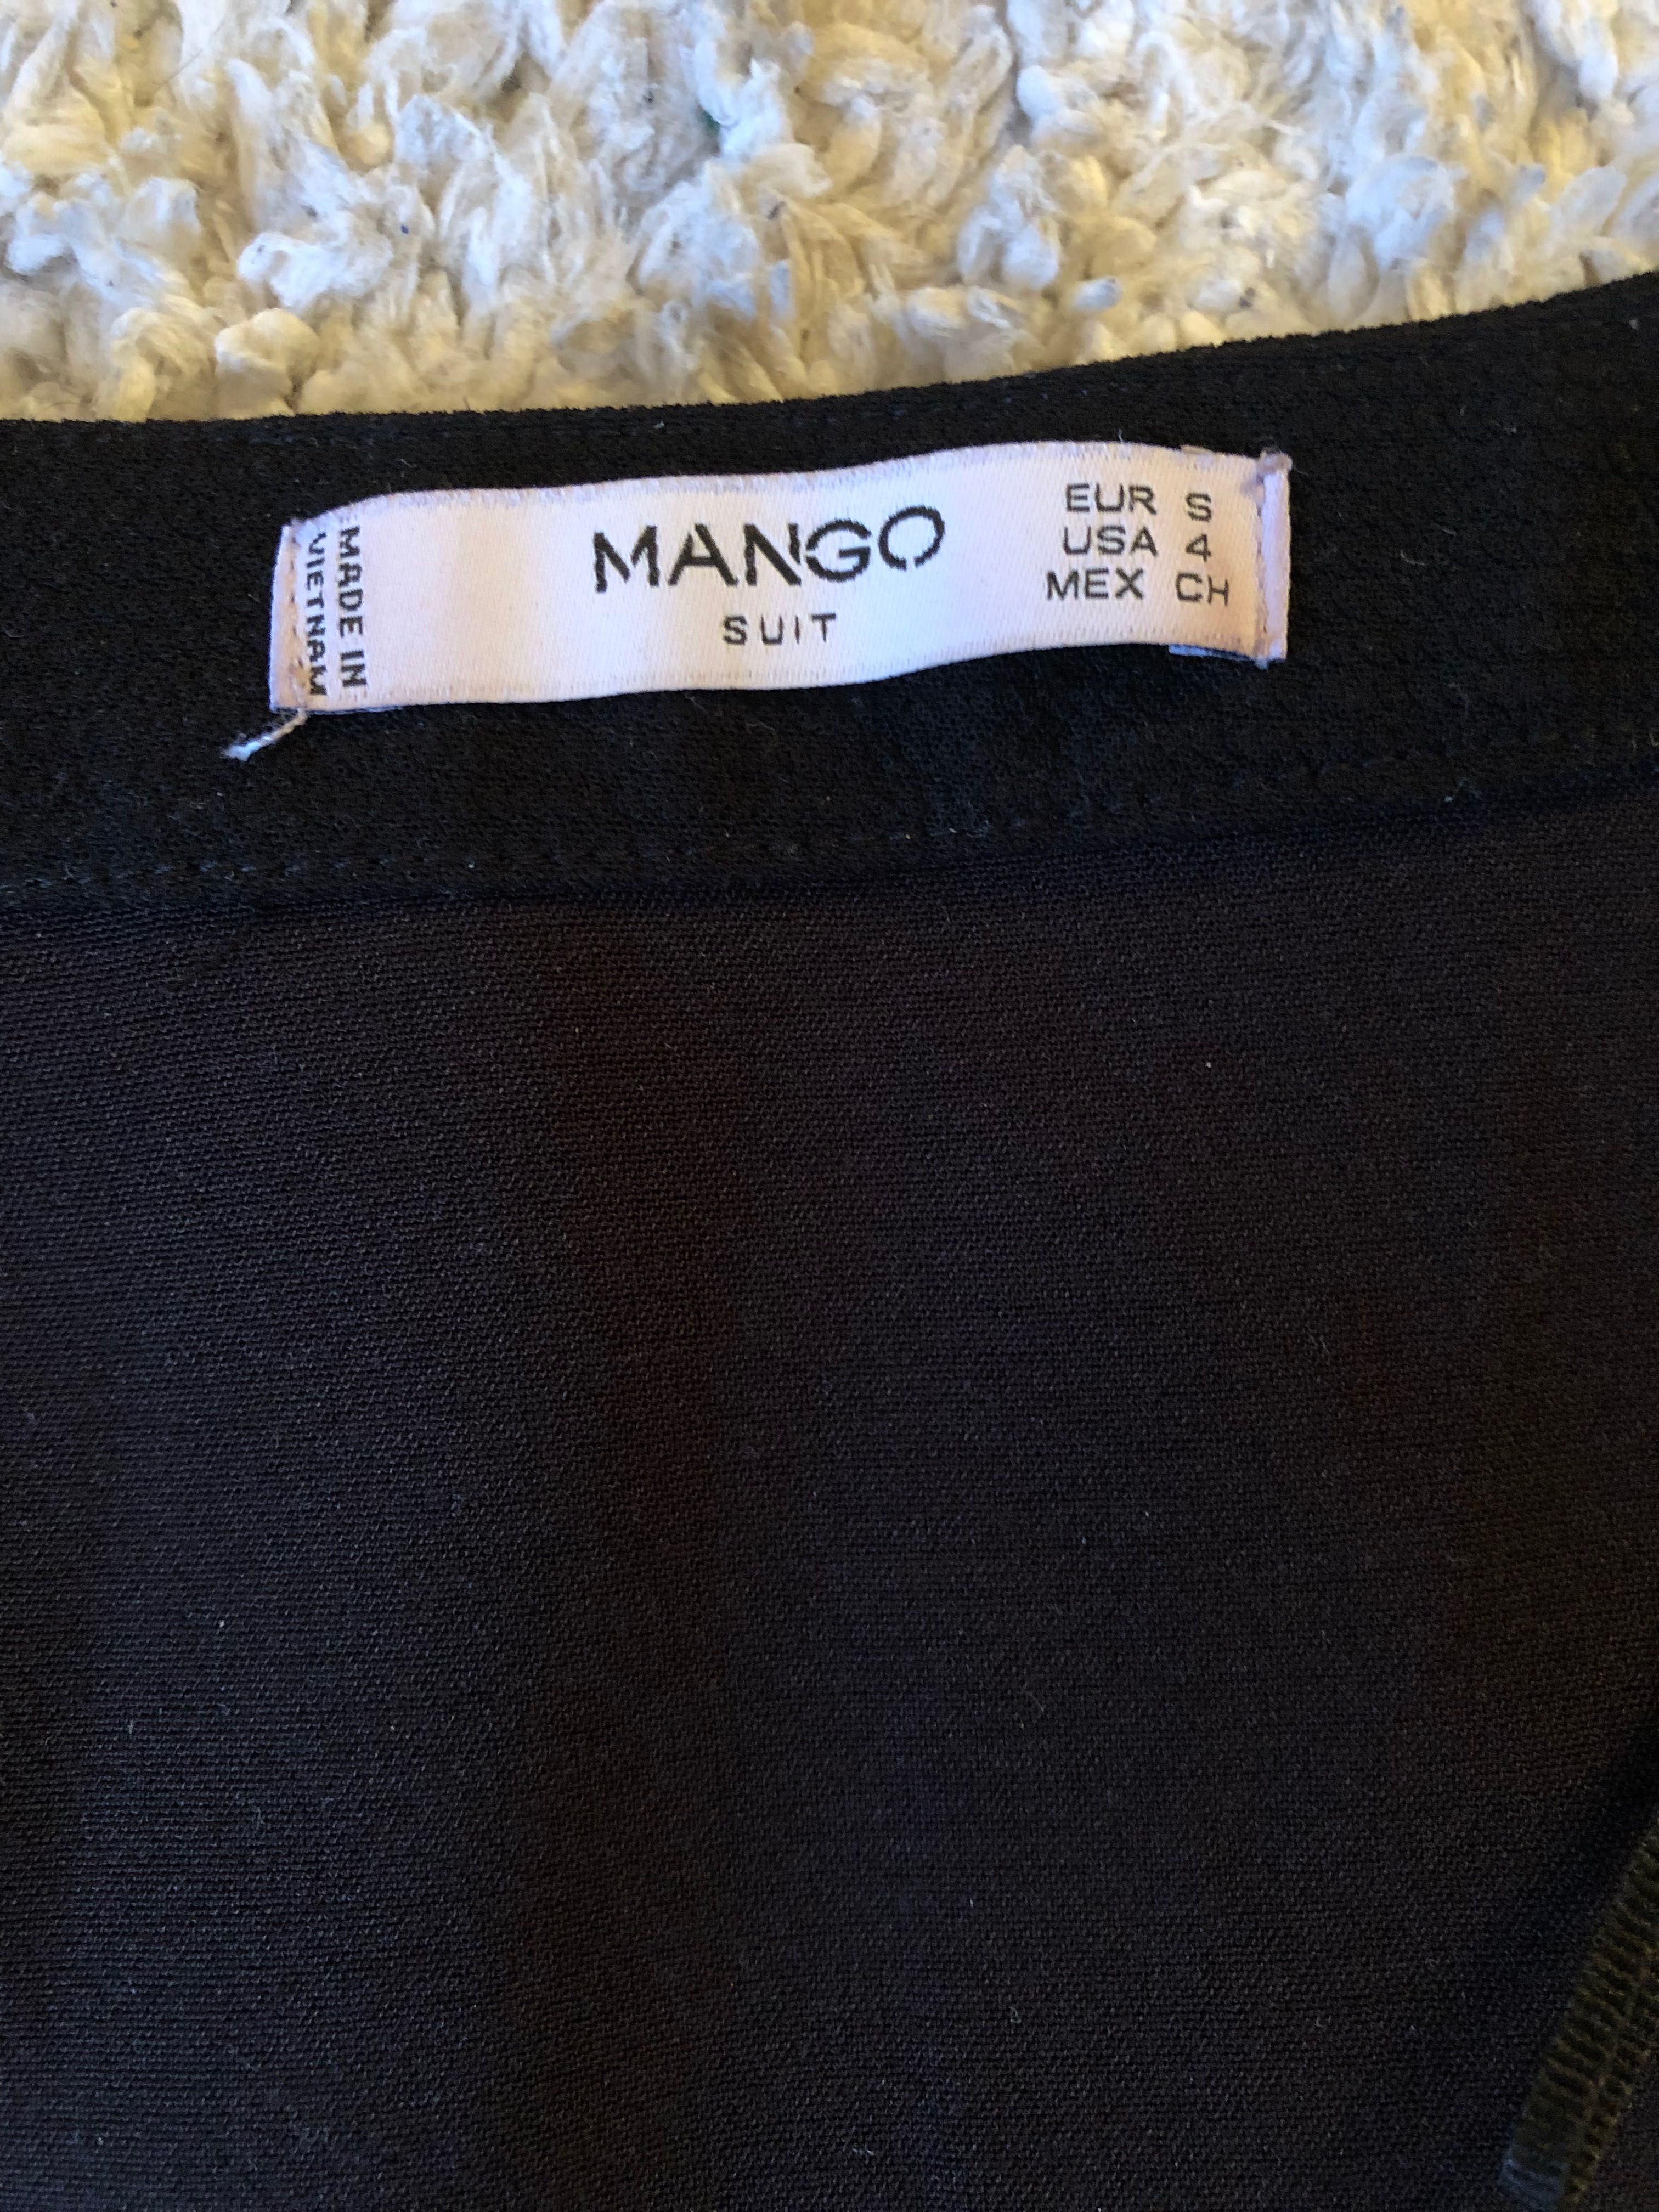 MADE IN
VIETNAM
MANGO
SUIT
EUR S
USA 4
MEX CH